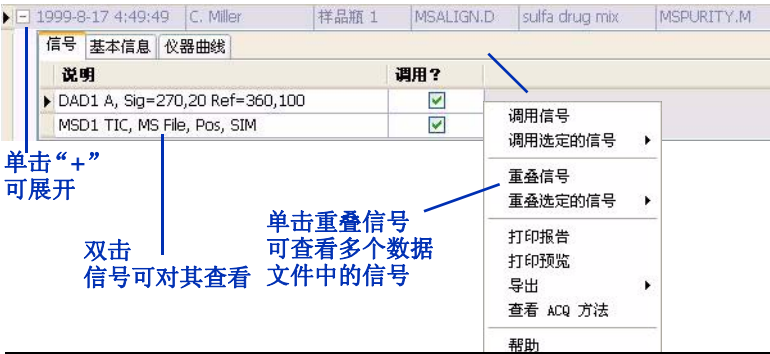 1999-8-17 4:49:49 C. Miller 样品瓶 1 MSALIGN.D sulfa drug mix MSPURITY.M
信号 基本信息 仪器曲线
说明 调用?
DAD1 A, Sig=270,20 Ref=360,100
MSD1 TIC, MS File, Pos, SIM
调用信号
调用选定的信号
重叠信号
重叠选定的信号
打印报告
打印预览
导出
查看 ACQ 方法
帮助
单击“+”
可展开
双击
信号可对其查看
单击重叠信号
可查看多个数据
文件中的信号